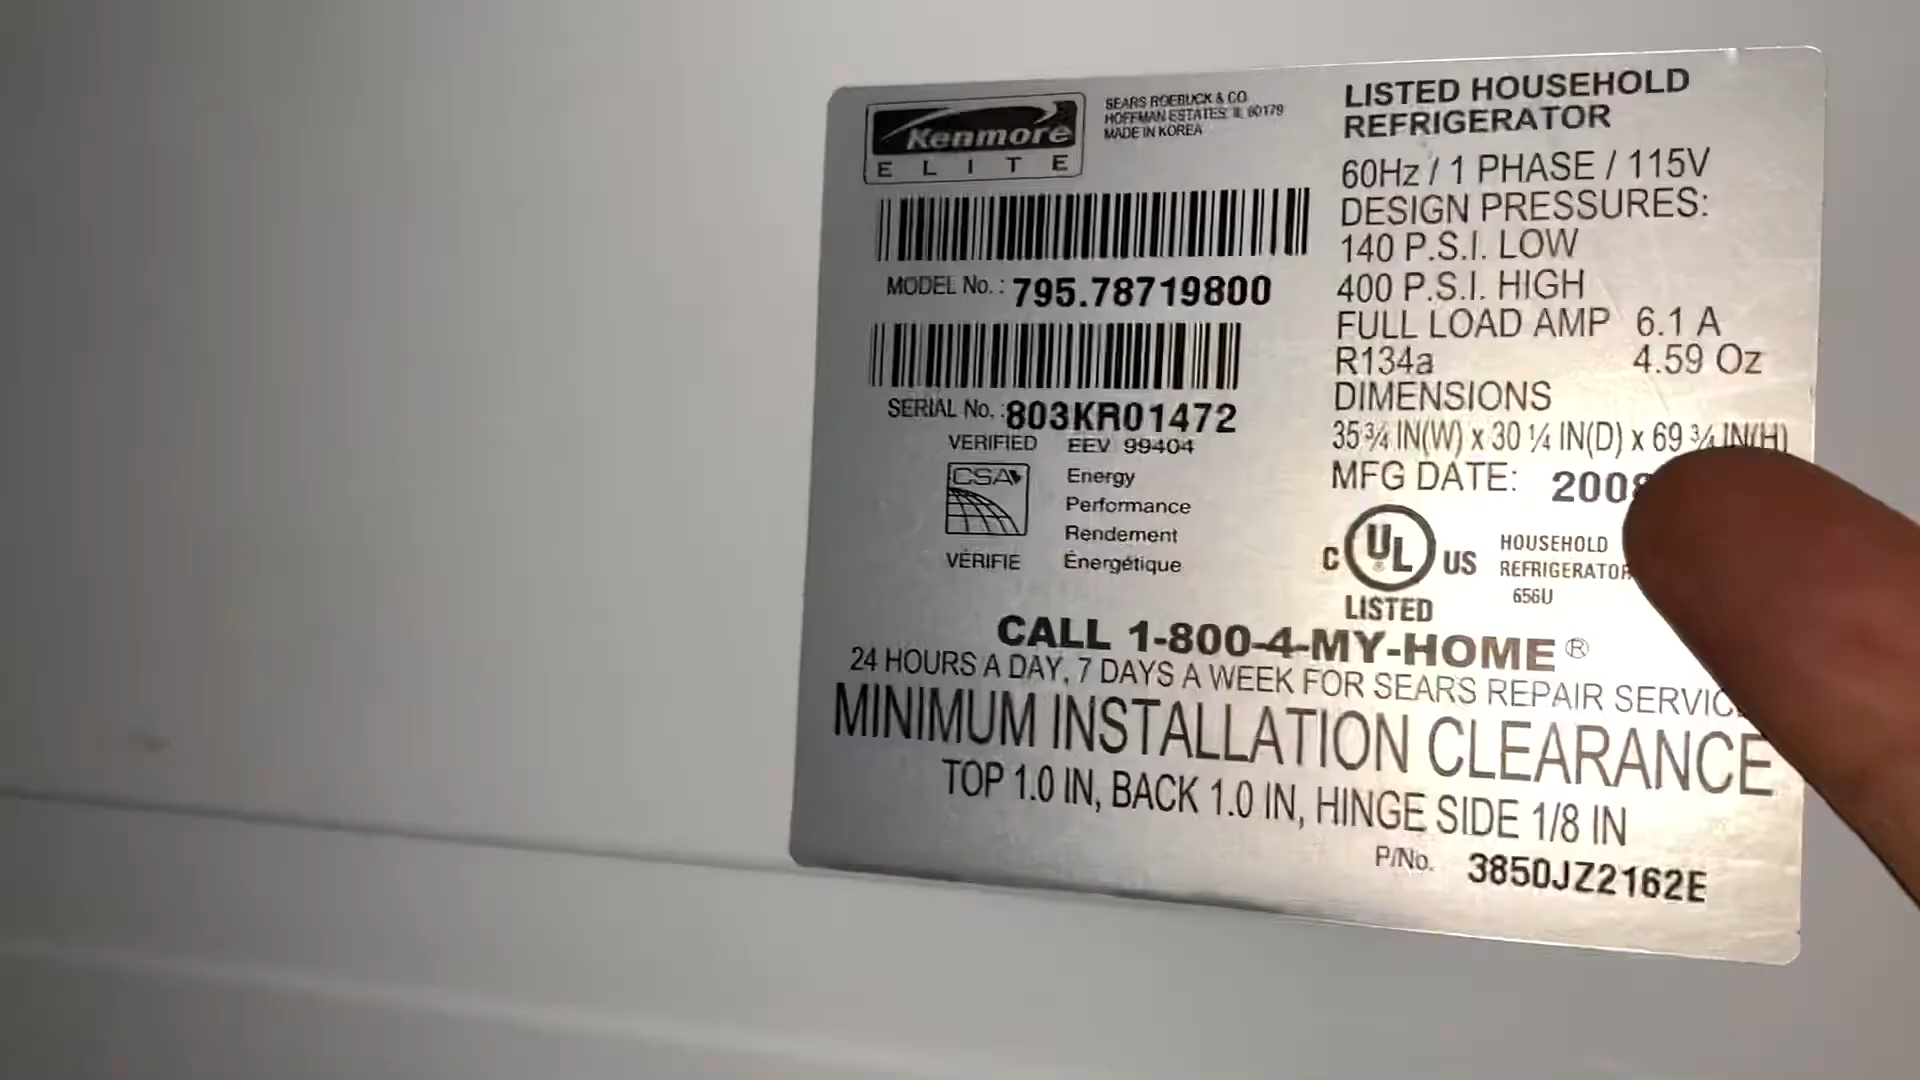 Kenmore
ELITE
SEARS ROEBUCK & CO.
HOFFMAN ESTATES, IL 60179
MADE IN KOREA
MODEL No. : 795.78719800
SERIAL No. : 803KR01472
VERIFIED EEV 99404
CSA
Energy
Performance
Rendement
VÉRIFIÉ Énergétique
LISTED HOUSEHOLD
REFRIGERATOR
60Hz / 1 PHASE / 115V
DESIGN PRESSURES:
140 P.S.I. LOW
400 P.S.I. HIGH
FULL LOAD AMP 6.1 A
R134a 4.59 Oz
DIMENSIONS
35 ¾ IN(W) x 30 ¼ IN(D) x 69 ¾ IN(H)
MFG DATE: 2008
C UL ® US
LISTED
HOUSEHOLD
REFRIGERATOR
656U
CALL 1-800-4-MY-HOME ®
24 HOURS A DAY, 7 DAYS A WEEK FOR SEARS REPAIR SERVIC
MINIMUM INSTALLATION CLEARANCE
TOP 1.0 IN, BACK 1.0 IN, HINGE SIDE 1/8 IN
P/No. 3850JZ2162E